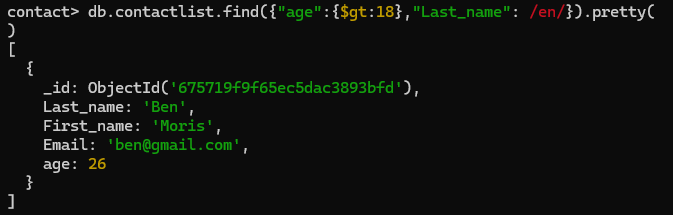 contact> db.contactlist.find({"age":{$gt:18},"Last_name": /en/}).pretty(
)
[
  {
    _id: ObjectId('675719f9f65ec5dac3893bfd'),
    Last_name: 'Ben',
    First_name: 'Moris',
    Email: 'ben@gmail.com',
    age: 26
  }
]